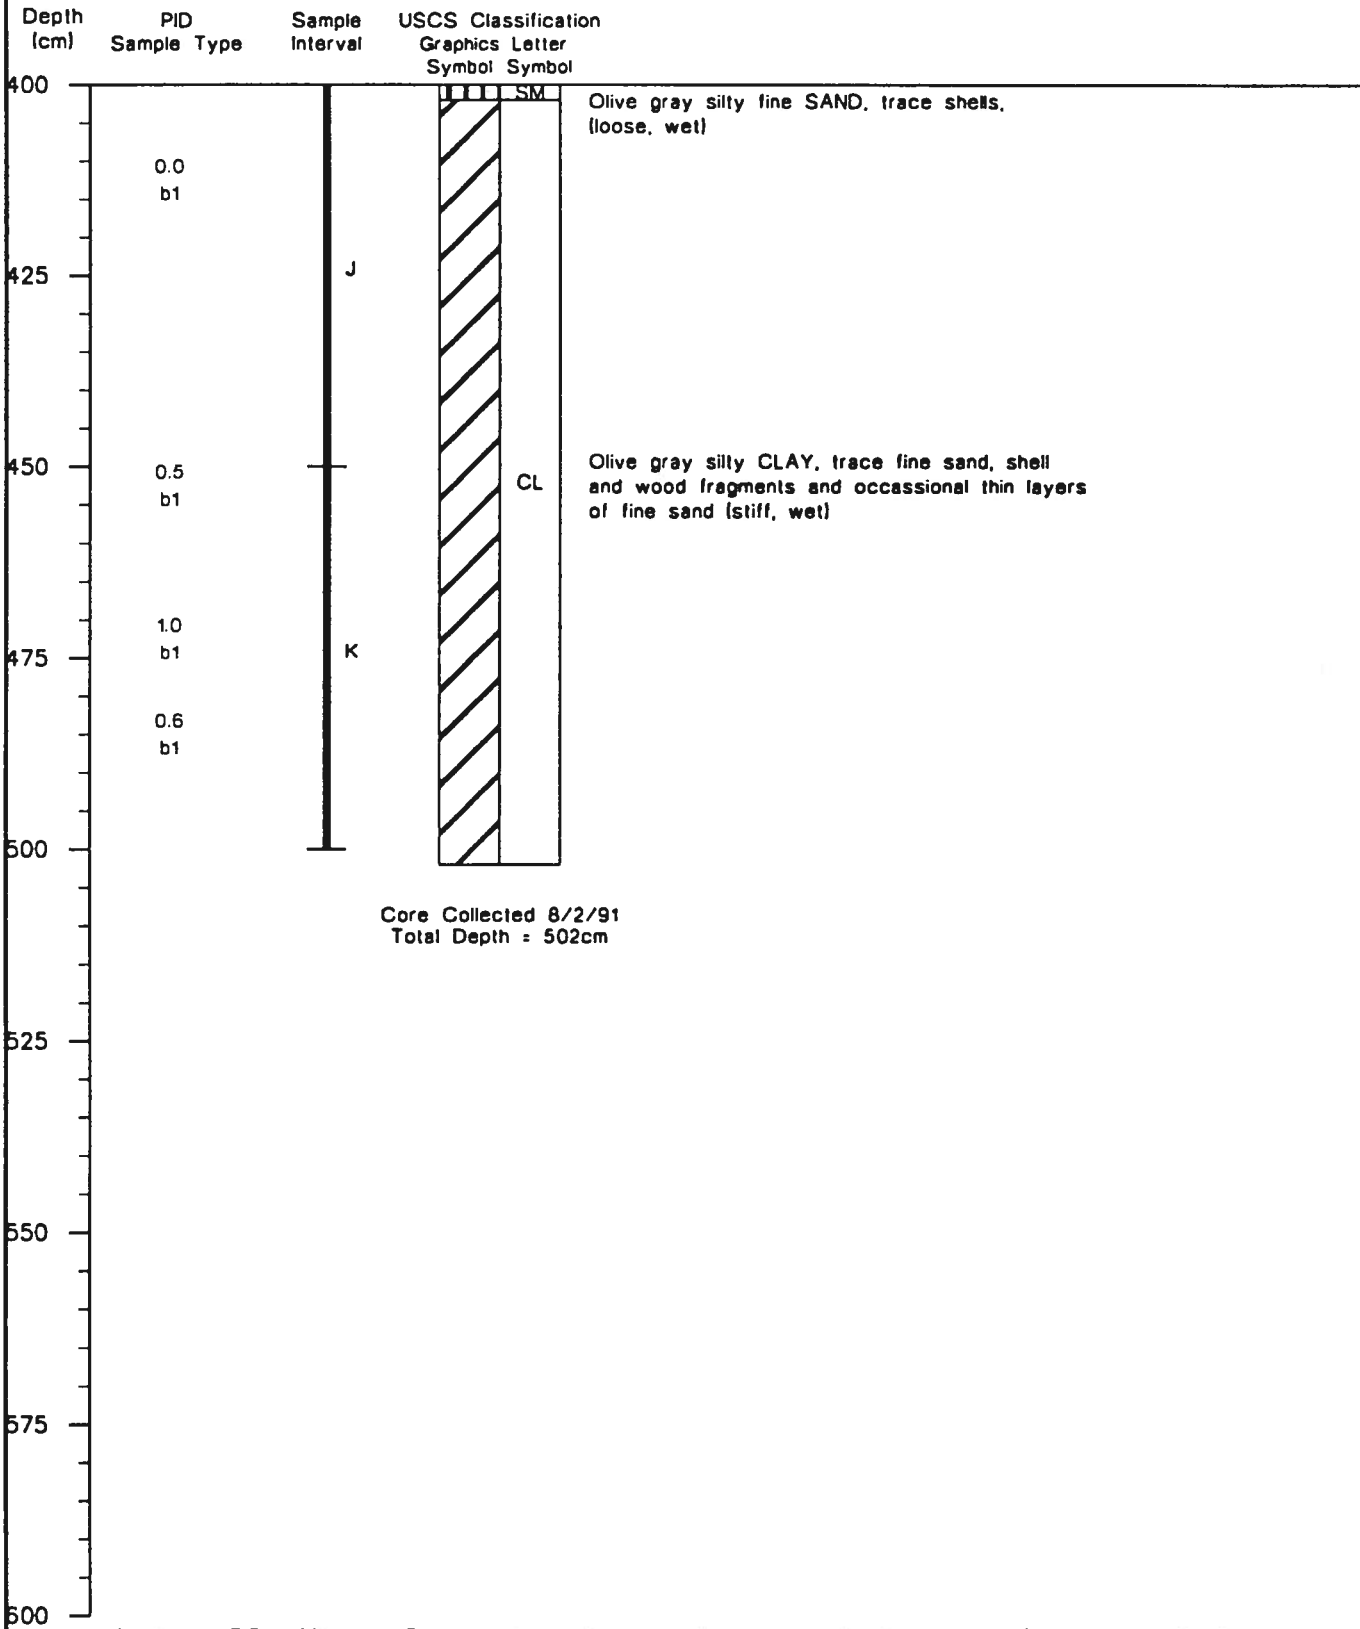 Depth PID Sample USCS Classification
(cm) Sample Type Interval Graphics Letter
Symbol Symbol
400 SM Olive gray silty fine SAND, trace shells,
(loose, wet)
0.0
b1
425 J
450 0.5 CL Olive gray silty CLAY, trace fine sand, shell
b1 and wood fragments and occassional thin layers
of fine sand (stiff, wet)
1.0
475 b1 K
0.6
b1
500
Core Collected 8/2/91
Total Depth = 502cm
525
550
575
600